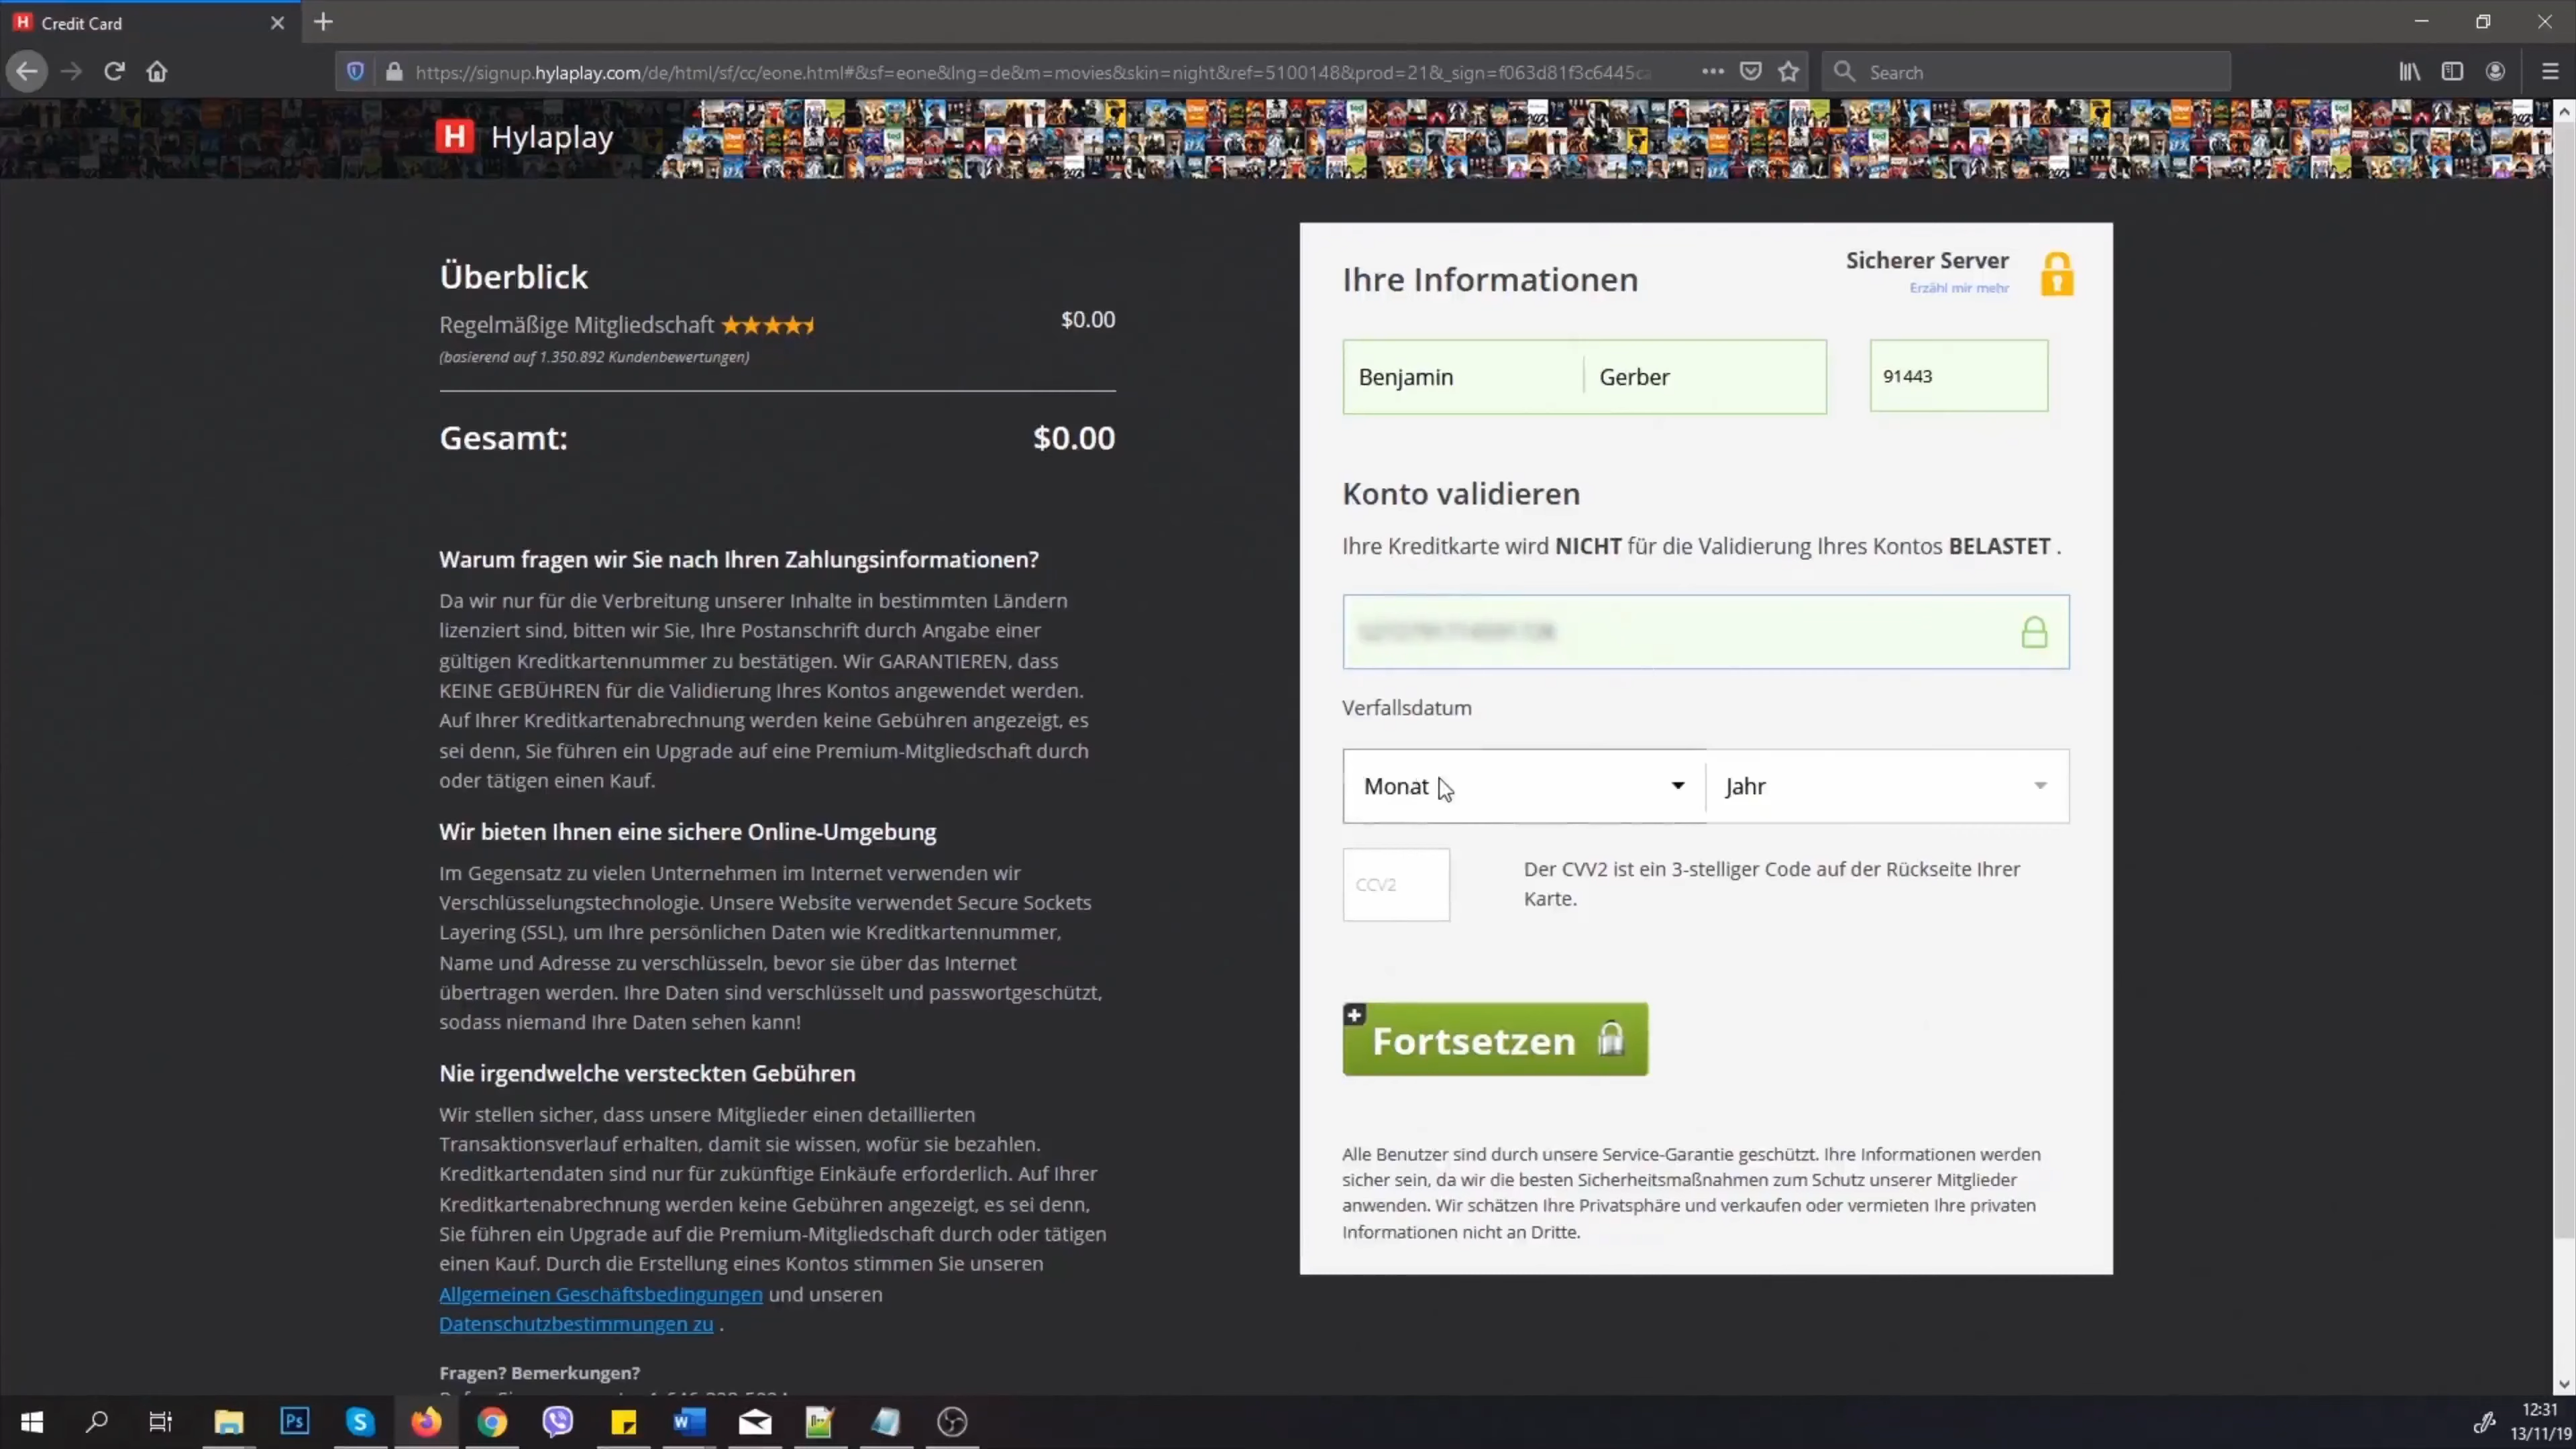 Credit Card
https://signup.hylaplay.com/de/html/sf/cc/eone.html#&sf=eone&lng=de&m=movies&skin=night&ref=5100148&prod=21&_sign=f063d81f3c6445c
Search
H Hylaplay
Überblick
Regelmäßige Mitgliedschaft $0.00
(basierend auf 1.350.892 Kundenbewertungen)
Gesamt: $0.00
Warum fragen wir Sie nach Ihren Zahlungsinformationen?
Da wir nur für die Verbreitung unserer Inhalte in bestimmten Ländern
lizenziert sind, bitten wir Sie, Ihre Postanschrift durch Angabe einer
gültigen Kreditkartennummer zu bestätigen. Wir GARANTIEREN, dass
KEINE GEBÜHREN für die Validierung Ihres Kontos angewendet werden.
Auf Ihrer Kreditkartenabrechnung werden keine Gebühren angezeigt, es
sei denn, Sie führen ein Upgrade auf eine Premium-Mitgliedschaft durch
oder tätigen einen Kauf.
Wir bieten Ihnen eine sichere Online-Umgebung
Im Gegensatz zu vielen Unternehmen im Internet verwenden wir
Verschlüsselungstechnologie. Unsere Website verwendet Secure Sockets
Layering (SSL), um Ihre persönlichen Daten wie Kreditkartennummer,
Name und Adresse zu verschlüsseln, bevor sie über das Internet
übertragen werden. Ihre Daten sind verschlüsselt und passwortgeschützt,
sodass niemand Ihre Daten sehen kann!
Nie irgendwelche versteckten Gebühren
Wir stellen sicher, dass unsere Mitglieder einen detaillierten
Transaktionsverlauf erhalten, damit sie wissen, wofür sie bezahlen.
Kreditkartendaten sind nur für zukünftige Einkäufe erforderlich. Auf Ihrer
Kreditkartenabrechnung werden keine Gebühren angezeigt, es sei denn,
Sie führen ein Upgrade auf die Premium-Mitgliedschaft durch oder tätigen
einen Kauf. Durch die Erstellung eines Kontos stimmen Sie unseren
Allgemeinen Geschäftsbedingungen und unseren
Datenschutzbestimmungen zu .
Fragen? Bemerkungen?
Ihre Informationen
Sicherer Server
Erzähl mir mehr
Benjamin Gerber 91443
Konto validieren
Ihre Kreditkarte wird NICHT für die Validierung Ihres Kontos BELASTET .
Verfallsdatum
Monat Jahr
CCV2
Der CVV2 ist ein 3-stelliger Code auf der Rückseite Ihrer
Karte.
Fortsetzen
Alle Benutzer sind durch unsere Service-Garantie geschützt. Ihre Informationen werden
sicher sein, da wir die besten Sicherheitsmaßnahmen zum Schutz unserer Mitglieder
anwenden. Wir schätzen Ihre Privatsphäre und verkaufen oder vermieten Ihre privaten
Informationen nicht an Dritte.
12:31
13/11/19